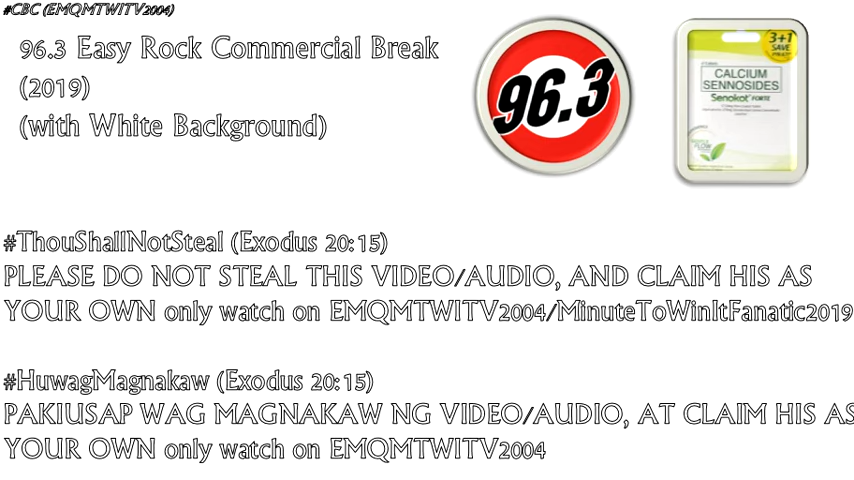 #CBC (EMQMTWITV2004)
96.3 Easy Rock Commercial Break
(2019)
(with White Background)
96.3
3+1
SAVE
CALCIUM
SENNOSIDES
Senokot FORTE
FLOW
#ThouShallNotSteal (Exodus 20:15)
PLEASE DO NOT STEAL THIS VIDEO/AUDIO, AND CLAIM HIS AS
YOUR OWN only watch on EMQMTWITV2004/MinuteToWinItFanatic2019
#HuwagMagnakaw (Exodus 20:15)
PAKIUSAP WAG MAGNAKAW NG VIDEO/AUDIO, AT CLAIM HIS AS
YOUR OWN only watch on EMQMTWITV2004